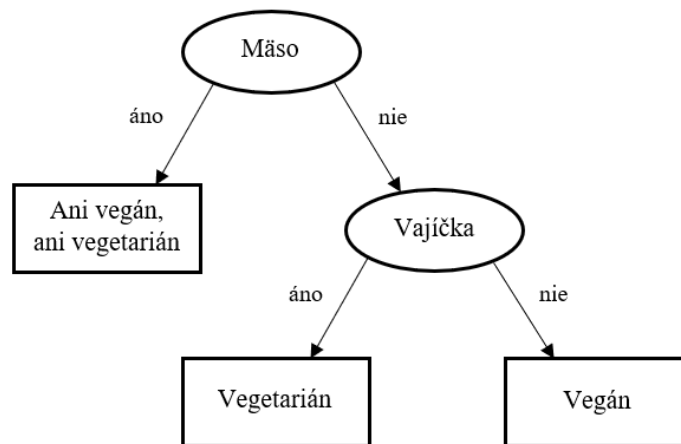 Mäso
áno
nie
Ani vegán,
ani vegetarián
Vajíčka
áno
nie
Vegetarián
Vegán